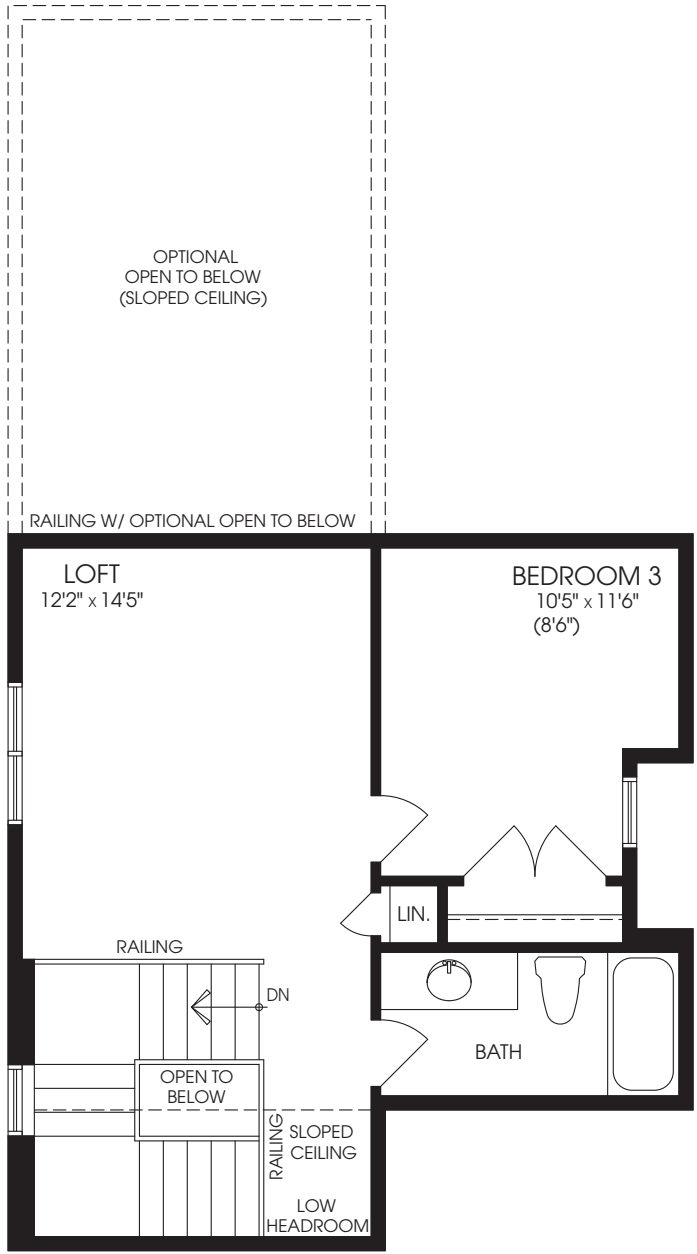 OPTIONAL
OPEN TO BELOW
(SLOPED CEILING)
RAILING W/ OPTIONAL OPEN TO BELOW
LOFT
12'2" x 14'5"
BEDROOM 3
10'5" x 11'6"
(8'6")
LIN.
RAILING
DN
BATH
OPEN TO
BELOW
RAILING
SLOPED
CEILING
LOW
HEADROOM